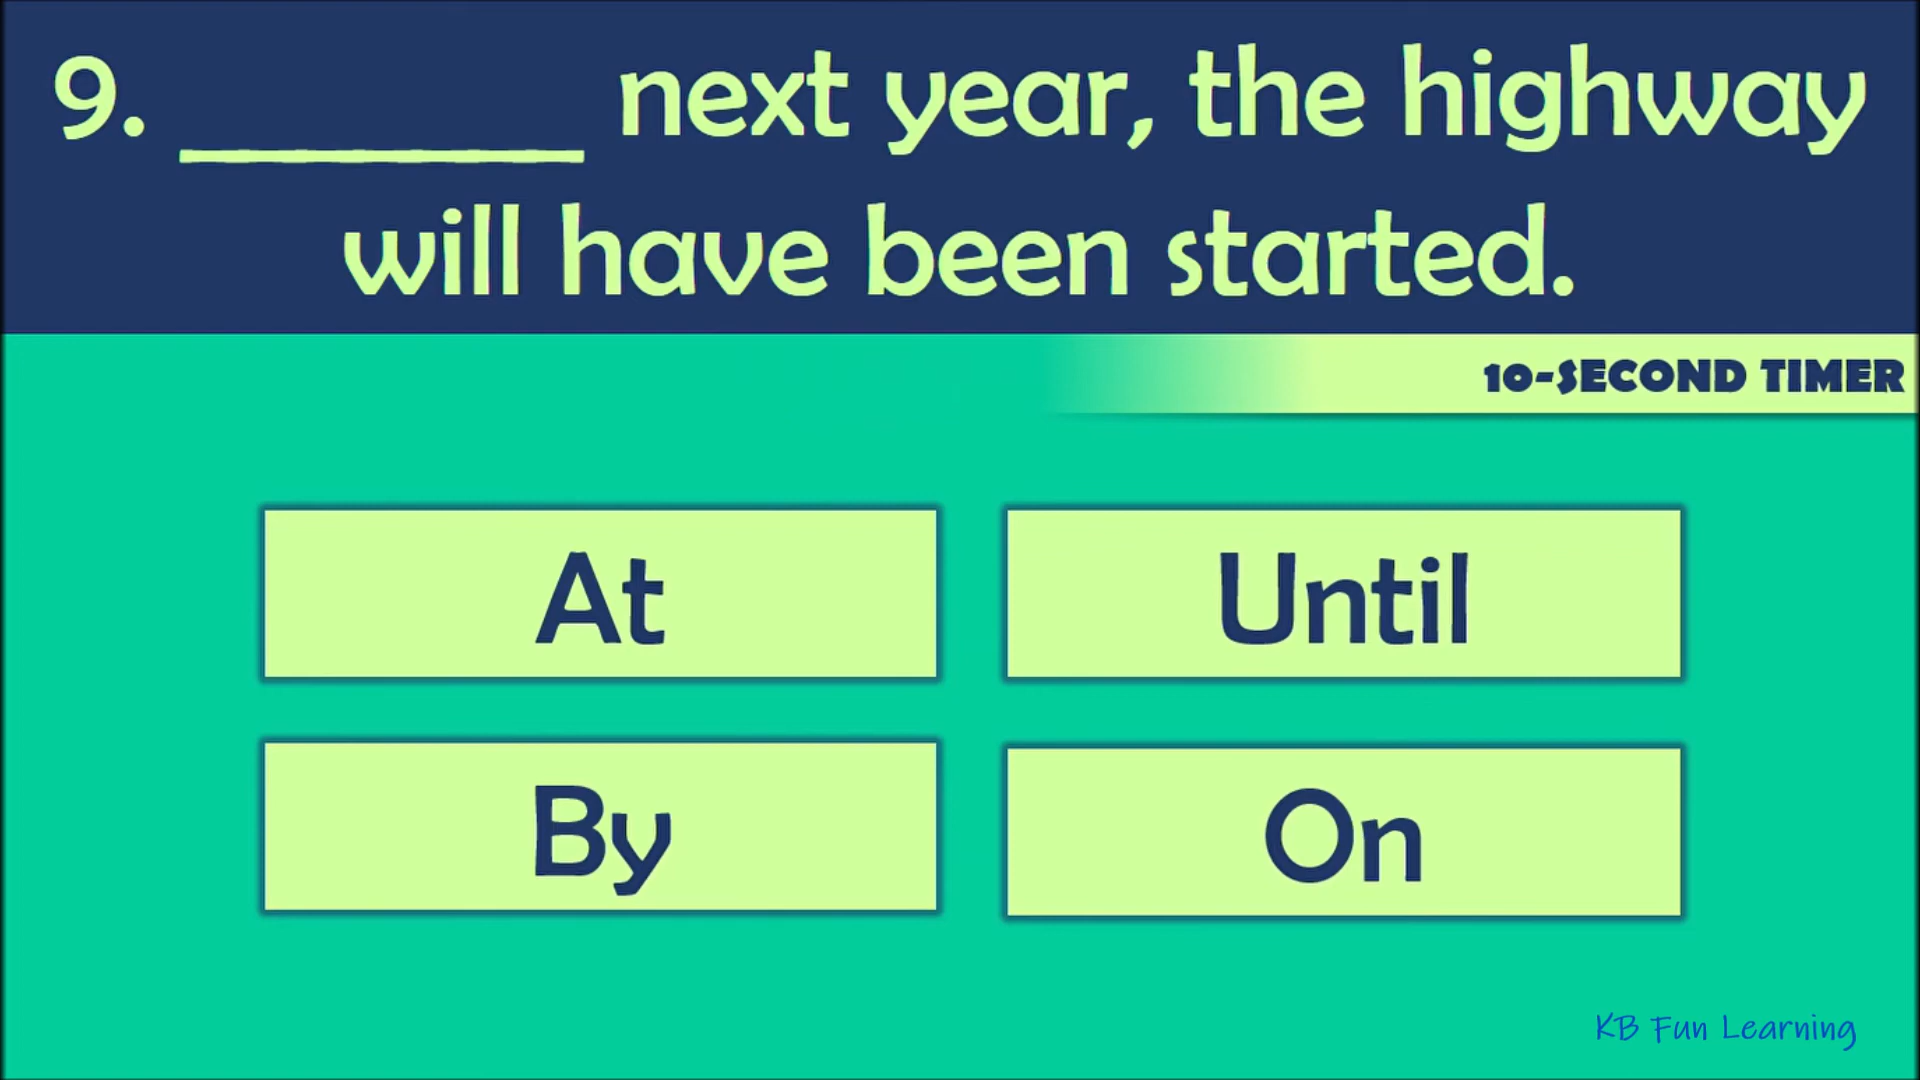 9. ________ next year, the highway
will have been started.
10-SECOND TIMER
At
Until
By
On
KB Fun Learning